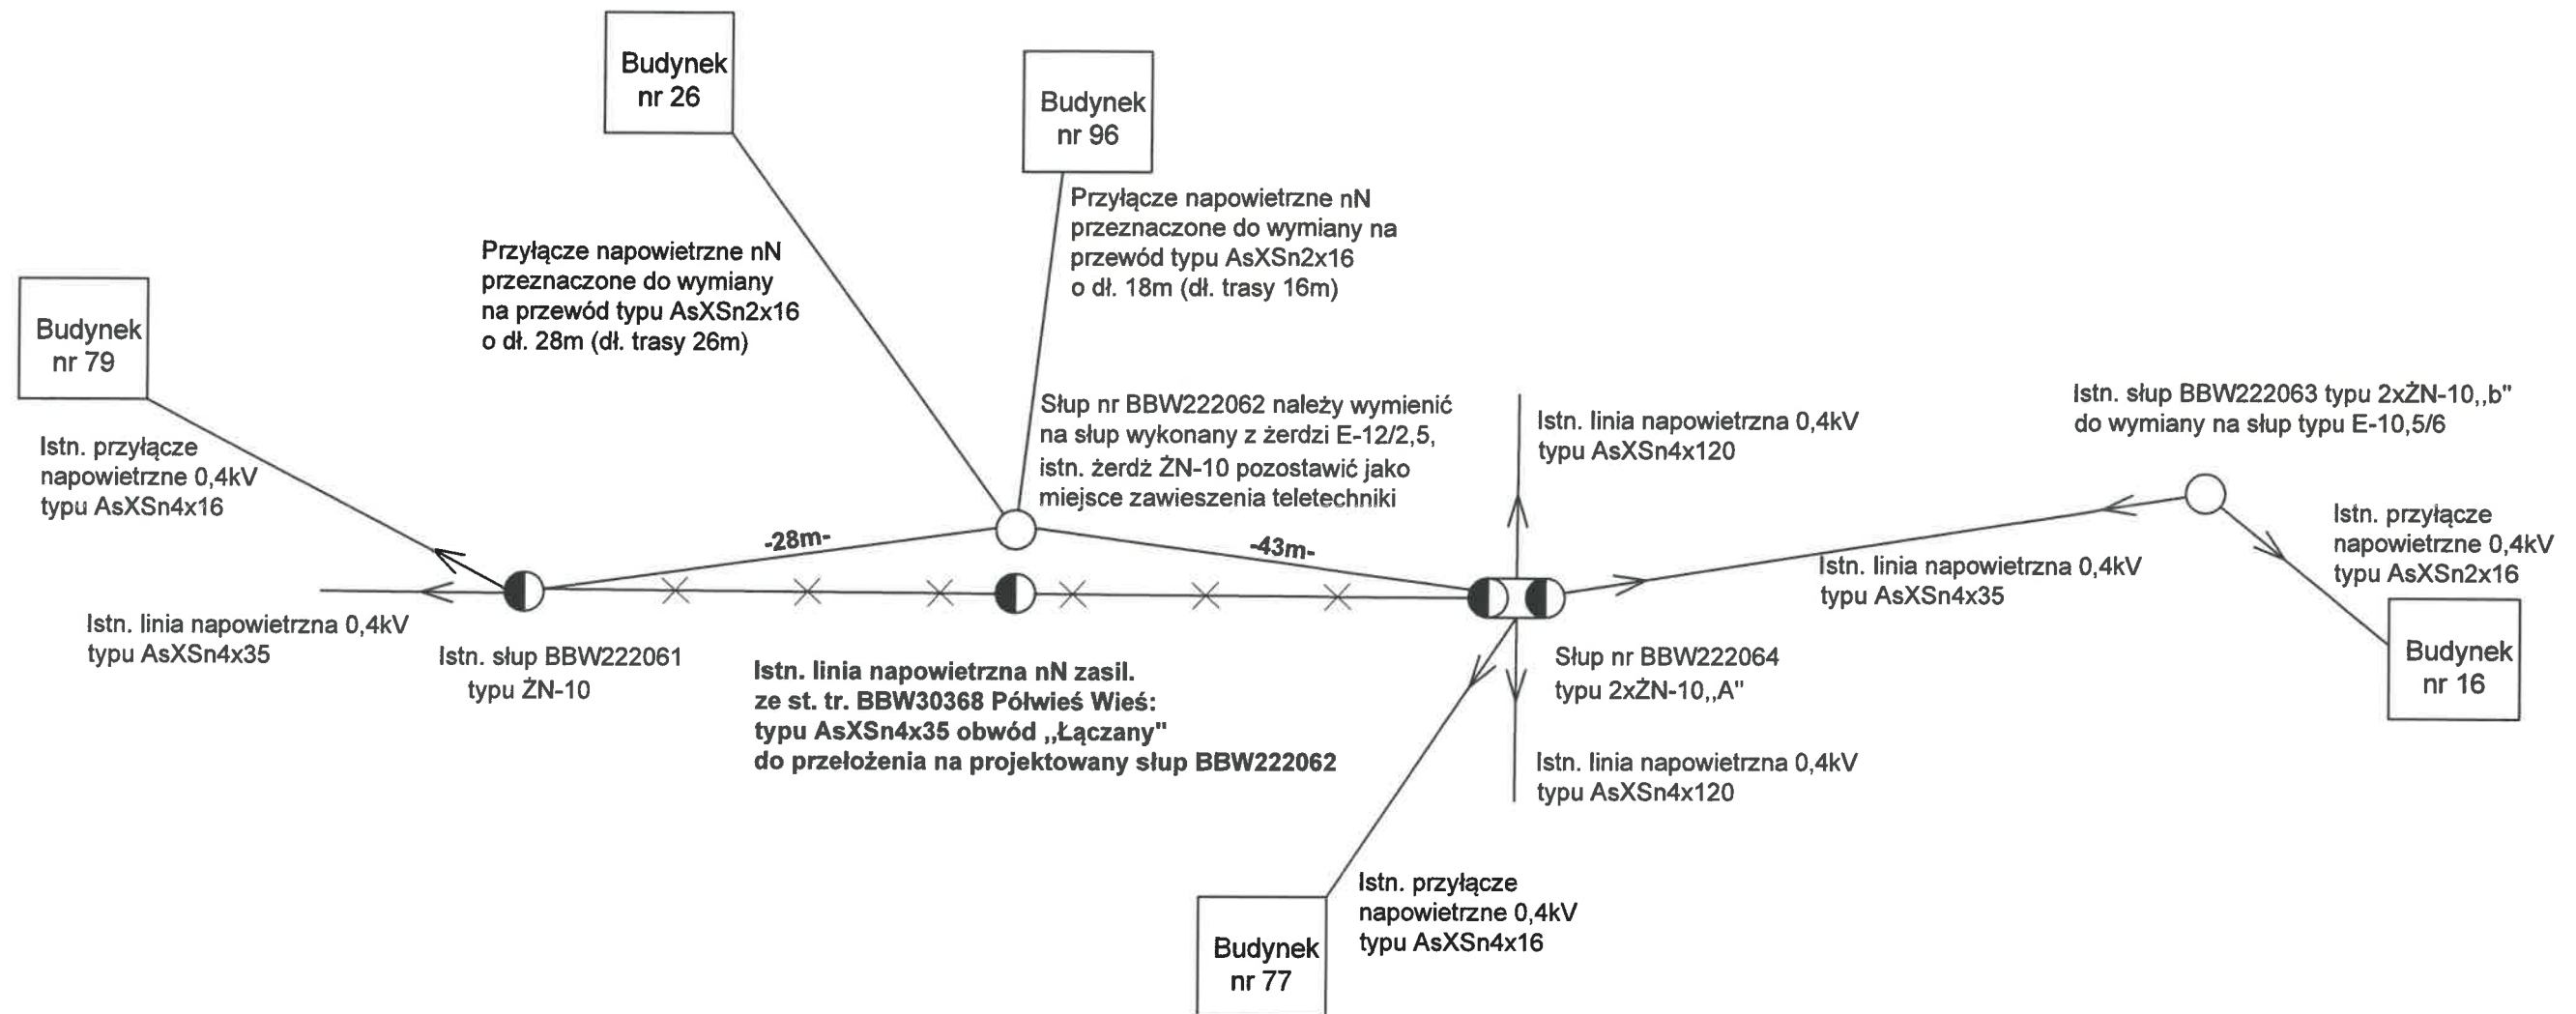 Budynek
nr 26
Budynek
nr 96
Przyłącze napowietrzne nN
przeznaczone do wymiany na
przewód typu AsXSn2x16
o dł. 18m (dł. trasy 16m)
Przyłącze napowietrzne nN
przeznaczone do wymiany
na przewód typu AsXSn2x16
o dł. 28m (dł. trasy 26m)
Budynek
nr 79
Istn. przyłącze
napowietrzne 0,4kV
typu AsXSn4x16
Słup nr BBW222062 należy wymienić
na słup wykonany z żerdzi E-12/2,5,
istn. żerdź ŻN-10 pozostawić jako
miejsce zawieszenia teletechniki
Istn. linia napowietrzna 0,4kV
typu AsXSn4x120
Istn. słup BBW222063 typu 2xŻN-10,,b"
do wymiany na słup typu E-10,5/6
-28m-
-43m-
Istn. przyłącze
napowietrzne 0,4kV
typu AsXSn2x16
Istn. linia napowietrzna 0,4kV
typu AsXSn4x35
Istn. linia napowietrzna 0,4kV
typu AsXSn4x35
Istn. słup BBW222061
typu ŻN-10
Istn. linia napowietrzna nN zasil.
ze st. tr. BBW30368 Półwieś Wieś:
typu AsXSn4x35 obwód ,,Łączany"
do przełożenia na projektowany słup BBW222062
Słup nr BBW222064
typu 2xŻN-10,,A"
Budynek
nr 16
Istn. linia napowietrzna 0,4kV
typu AsXSn4x120
Istn. przyłącze
napowietrzne 0,4kV
typu AsXSn4x16
Budynek
nr 77